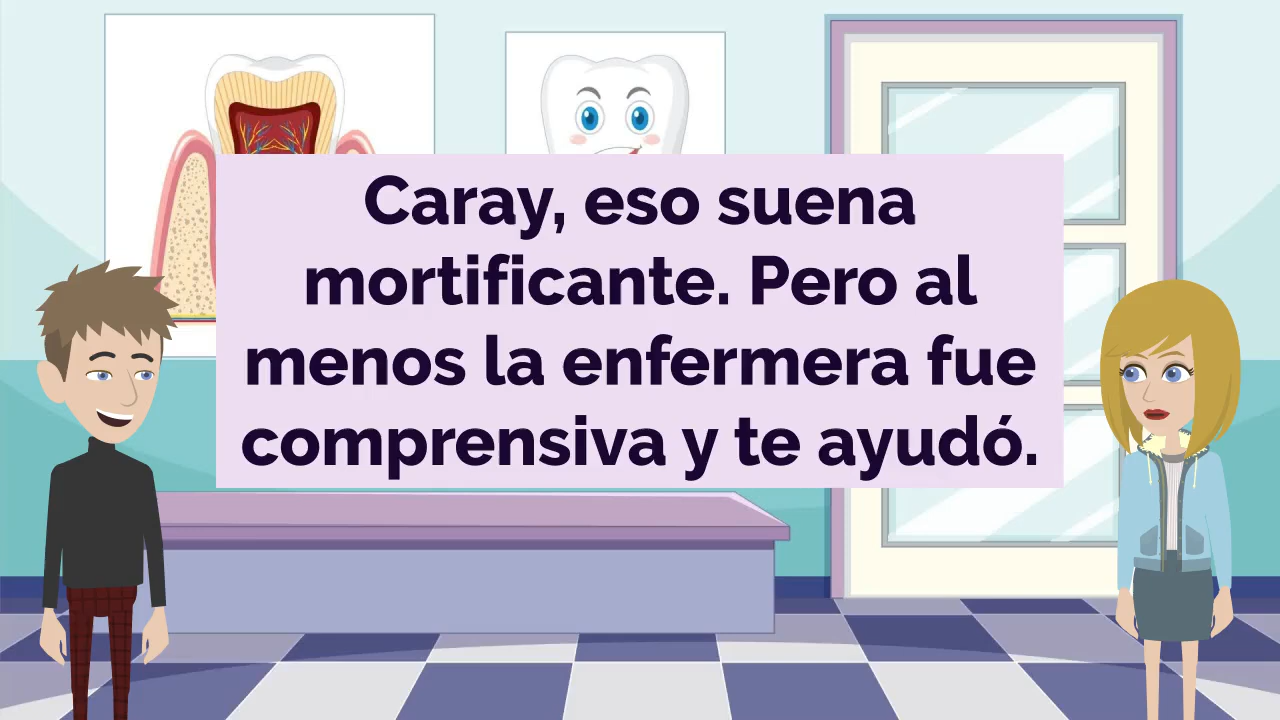 Caray, eso suena
mortificante. Pero al
menos la enfermera fue
comprensiva y te ayudó.